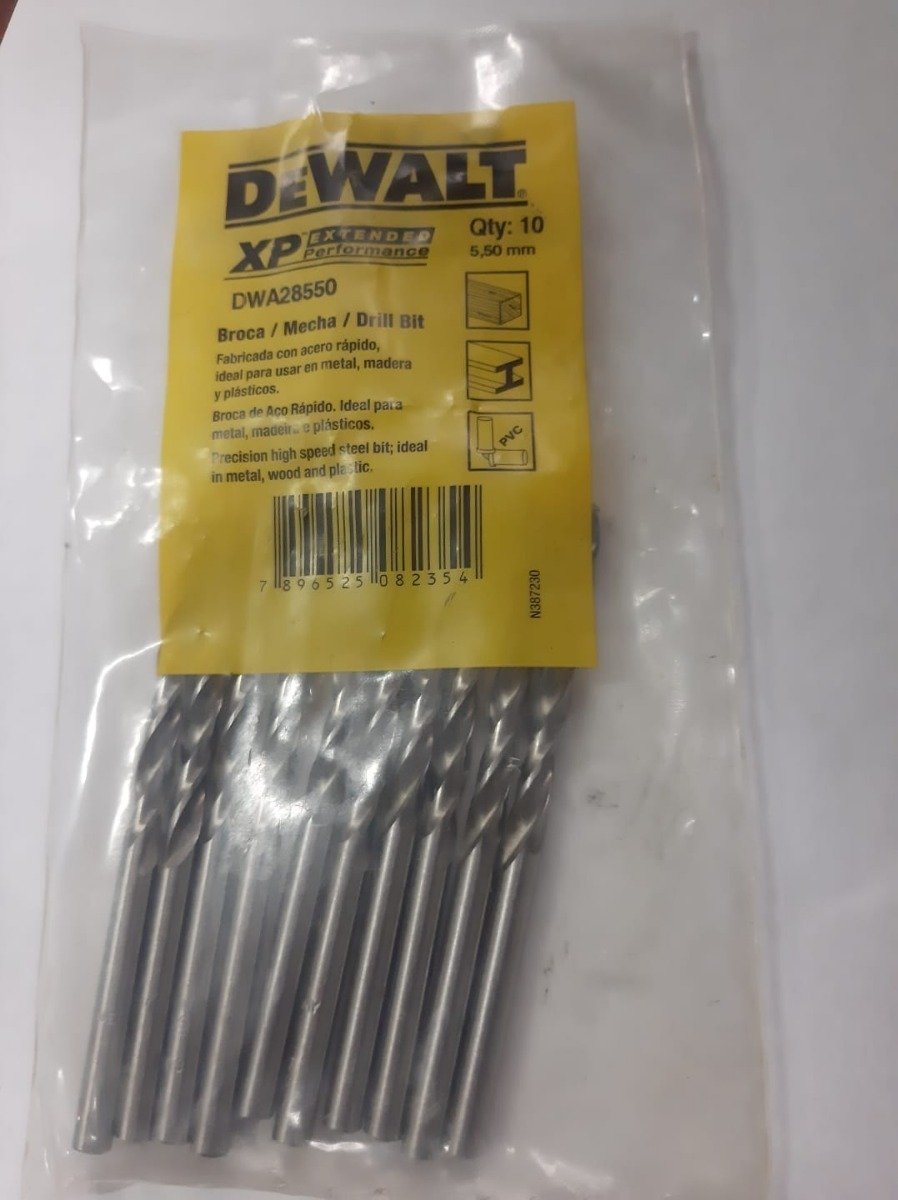 DEWALT®
XP™ EXTENDED Performance
Qty: 10
5,50 mm
DWA28550
Broca / Mecha / Drill Bit
Fabricada con acero rápido,
ideal para usar en metal, madera
y plásticos.
Broca de Aço Rápido. Ideal para
metal, madeira e plásticos.
Precision high speed steel bit; ideal
in metal, wood and plastic.
PVC
7 896525 082354
N387230